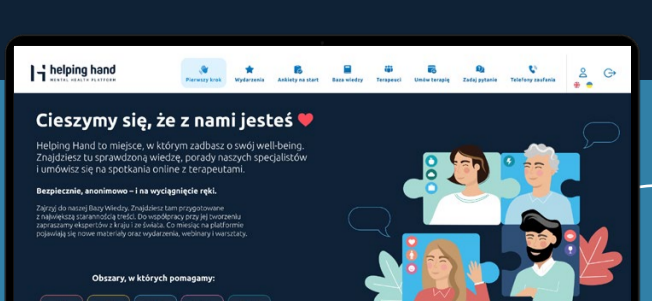 helping hand
MENTAL HEALTH PLATFORM
Pierwszy krok
Wydarzenia
Ankiety na start
Baza wiedzy
Terapeuci
Umów terapię
Zadaj pytanie
Telefony zaufania
Cieszymy się, że z nami jesteś
Helping Hand to miejsce, w którym zadbasz o swój well-being.
Znajdziesz tu sprawdzoną wiedzę, porady naszych specjalistów
i umówisz się na spotkania online z terapeutami.
Bezpiecznie, anonimowo – i na wyciągnięcie ręki.
Zajrzyj do naszej Bazy Wiedzy. Znajdziesz tam przygotowane
z największą starannością treści. Do współpracy przy jej tworzeniu
zapraszamy ekspertów z kraju i ze świata. Co miesiąc na platformie
pojawiają się nowe materiały oraz wydarzenia, webinary i warsztaty.
Obszary, w których pomagamy: